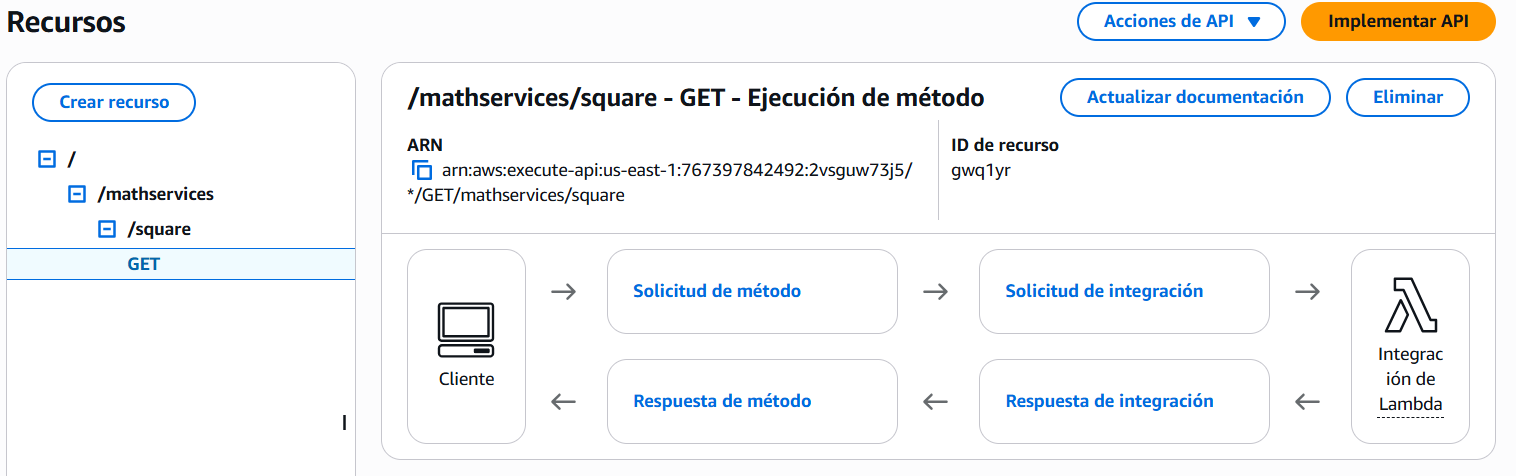 Recursos
Acciones de API
Implementar API
Crear recurso
/
/mathservices
/square
GET
/mathservices/square - GET - Ejecución de método
Actualizar documentación
Eliminar
ARN
arn:aws:execute-api:us-east-1:767397842492:2vsguw73j5/
*/GET/mathservices/square
ID de recurso
gwq1yr
Cliente
Solicitud de método
Solicitud de integración
Respuesta de método
Respuesta de integración
Integrac
ión de
Lambda